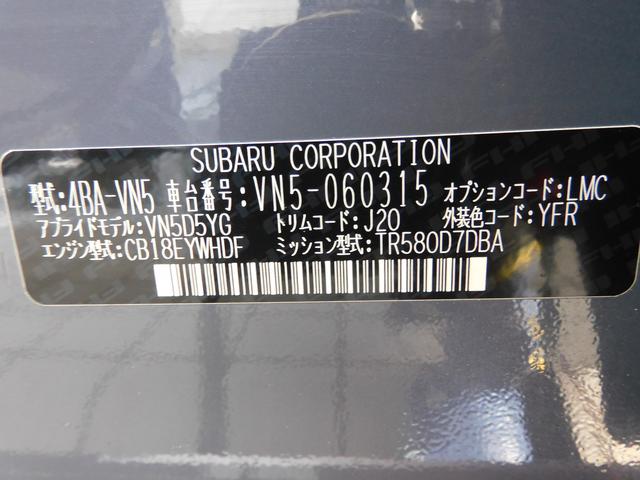 SUBARU CORPORATION
型式:4BA-VN5 車台番号:VN5-060315 オプションコード:LMC
アプライドモデル:VN5D5YG トリムコード:J20 外装色コード:YFR
エンジン型式:CB18EYWHDF ミッション型式:TR580D7DBA